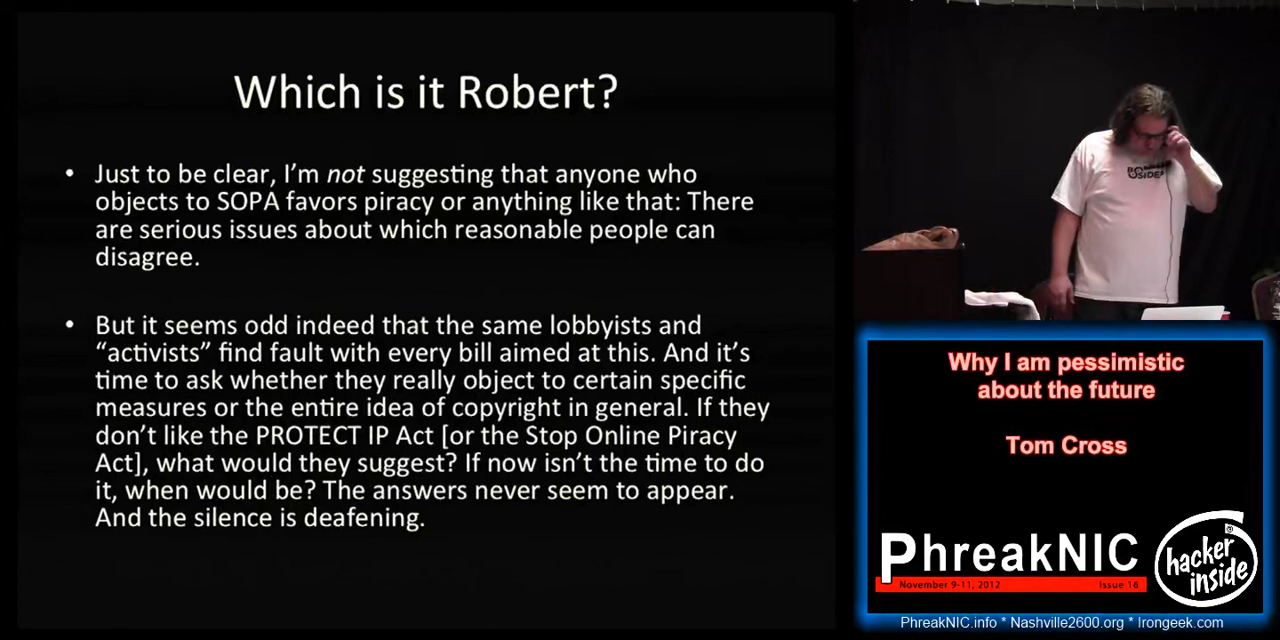 Which is it Robert?
• Just to be clear, I'm not suggesting that anyone who
objects to SOPA favors piracy or anything like that: There
are serious issues about which reasonable people can
disagree.
• But it seems odd indeed that the same lobbyists and
“activists” find fault with every bill aimed at this. And it's
time to ask whether they really object to certain specific
measures or the entire idea of copyright in general. If they
don't like the PROTECT IP Act [or the Stop Online Piracy
Act], what would they suggest? If now isn't the time to do
it, when would be? The answers never seem to appear.
And the silence is deafening.
Why I am pessimistic
about the future
Tom Cross
PhreakNIC
November 9-11, 2012 Issue 16
hacker
inside
PhreakNIC.info * Nashville2600.org * Irongeek.com